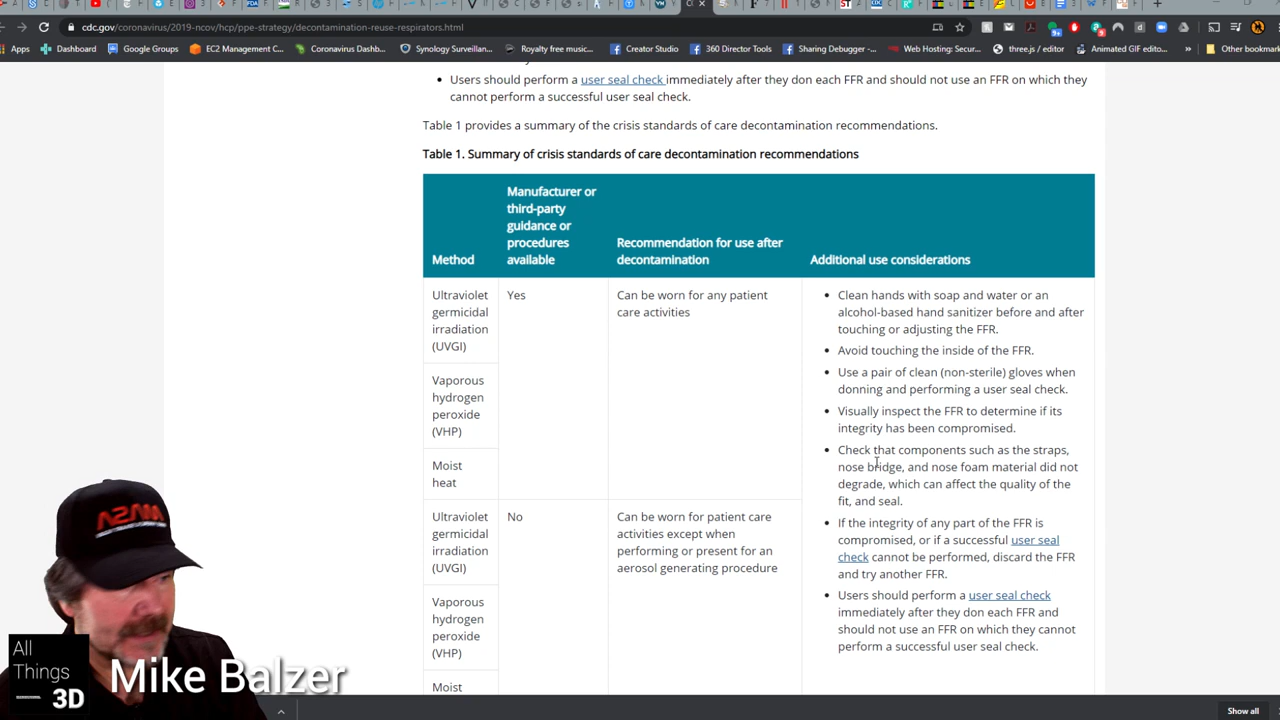 cdc.gov/coronavirus/2019-ncov/hcp/ppe-strategy/decontamination-reuse-respirators.html
Apps
Dashboard
Google Groups
EC2 Management C...
Coronavirus Dashbo...
Synology Surveillan...
Royalty free music...
Creator Studio
360 Director Tools
Sharing Debugger -...
Web Hosting: Secur...
three.js / editor
Animated GIF edito...
»
Other bookmar
• Users should perform a user seal check immediately after they don each FFR and should not use an FFR on which they
cannot perform a successful user seal check.
Table 1 provides a summary of the crisis standards of care decontamination recommendations.
Table 1. Summary of crisis standards of care decontamination recommendations
Method
Manufacturer or
third-party
guidance or
procedures
available
Recommendation for use after
decontamination
Additional use considerations
Ultraviolet
germicidal
irradiation
(UVGI)
Yes
Can be worn for any patient
care activities
Vaporous
hydrogen
peroxide
(VHP)
Moist
heat
Ultraviolet
germicidal
irradiation
(UVGI)
No
Can be worn for patient care
activities except when
performing or present for an
aerosol generating procedure
Vaporous
hydrogen
peroxide
(VHP)
Moist
• Clean hands with soap and water or an
alcohol-based hand sanitizer before and after
touching or adjusting the FFR.
• Avoid touching the inside of the FFR.
• Use a pair of clean (non-sterile) gloves when
donning and performing a user seal check.
• Visually inspect the FFR to determine if its
integrity has been compromised.
• Check that components such as the straps,
nose bridge, and nose foam material did not
degrade, which can affect the quality of the
fit, and seal.
• If the integrity of any part of the FFR is
compromised, or if a successful user seal
check cannot be performed, discard the FFR
and try another FFR.
• Users should perform a user seal check
immediately after they don each FFR and
should not use an FFR on which they cannot
perform a successful user seal check.
All
Things
3D
Mike Balzer
Show all